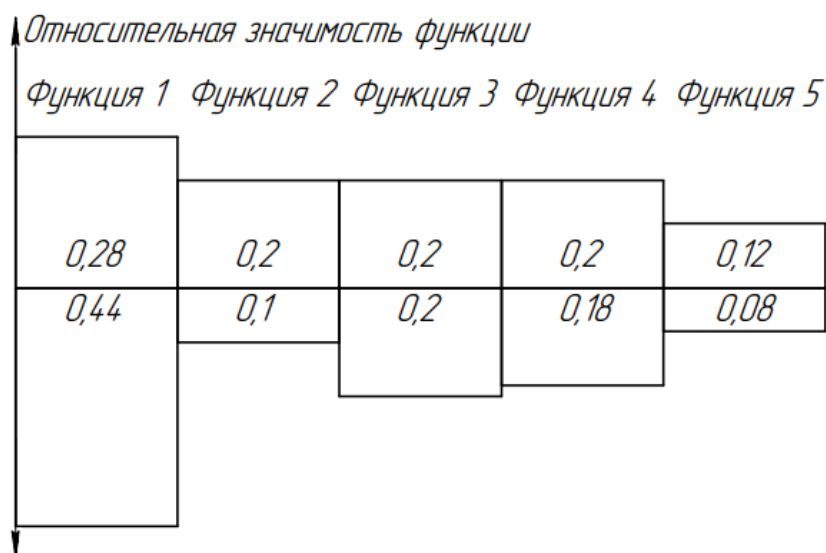 Относительная значимость функции
Функция 1 Функция 2 Функция 3 Функция 4 Функция 5
0,28 0,2 0,2 0,2 0,12
0,44 0,1 0,2 0,18 0,08